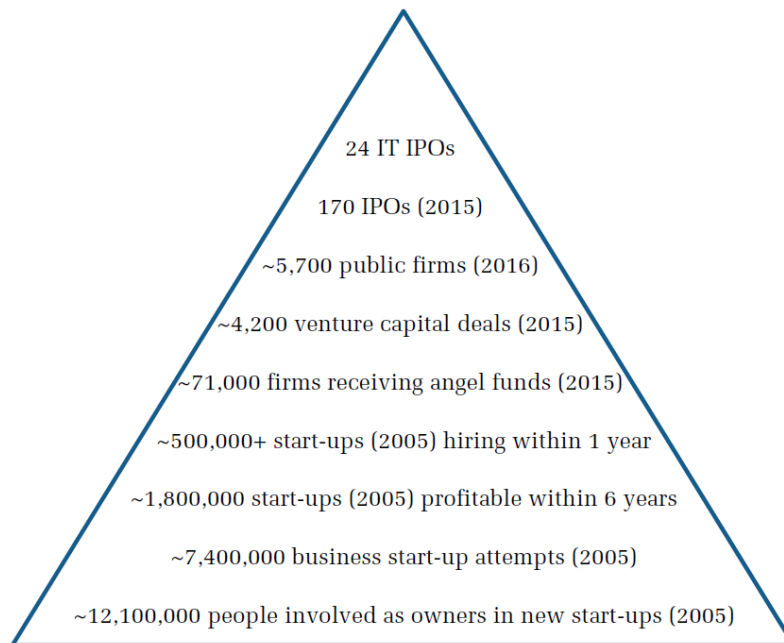 24 IT IPOs
170 IPOs (2015)
~5,700 public firms (2016)
~4,200 venture capital deals (2015)
~71,000 firms receiving angel funds (2015)
~500,000+ start-ups (2005) hiring within 1 year
~1,800,000 start-ups (2005) profitable within 6 years
~7,400,000 business start-up attempts (2005)
~12,100,000 people involved as owners in new start-ups (2005)